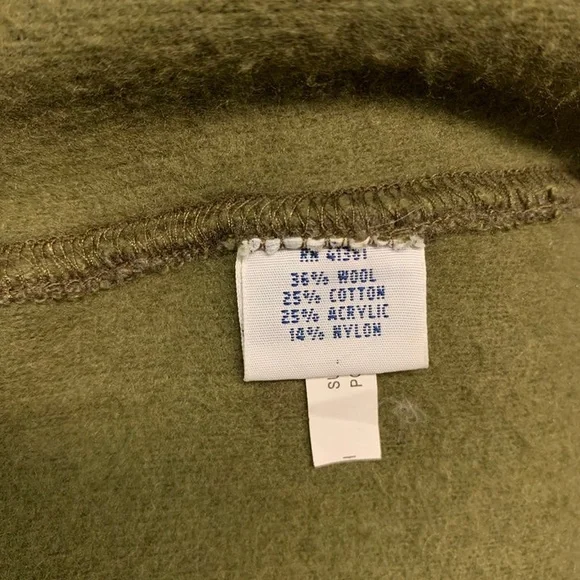 RN 41381
36% WOOL
25% COTTON
25% ACRYLIC
14% NYLON